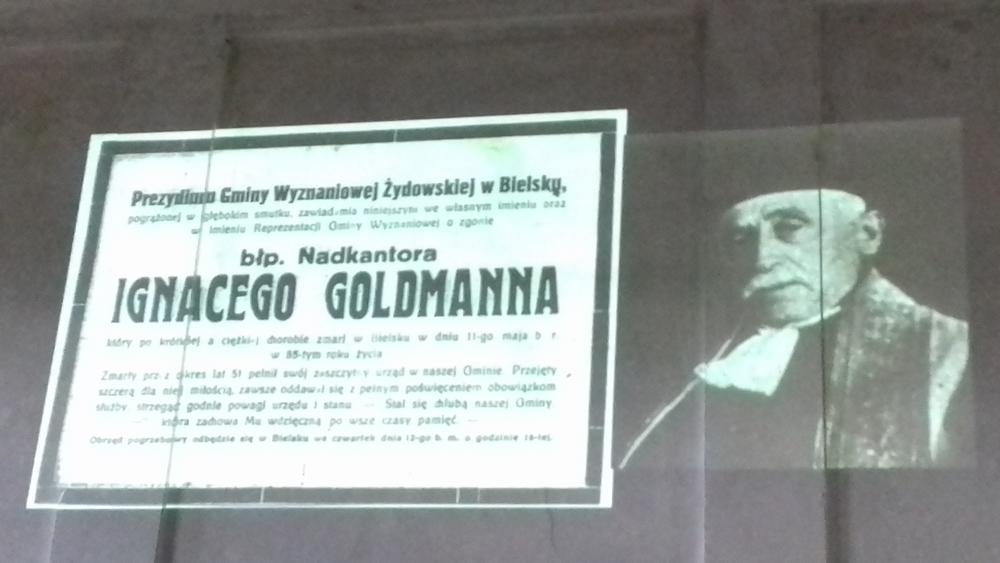 Prezydium Gminy Wyznaniowej Żydowskiej w Bielsku,
pogrążonej w głębokim smutku, zawiadamia niniejszym we własnym imieniu oraz
w imieniu Reprezentacji Gminy Wyznaniowej o zgonie
błp. Nadkantora
IGNACEGO GOLDMANNA
który po krótkiej a ciężkiej chorobie zmarł w Bielsku w dniu 11-go maja b r.
w 85-tym roku życia
Zmarły przez okres lat 51 pełnił swój zaszczytny urząd w naszej Gminie. Przejęty
szczerą dla niej miłością, zawsze oddawał się z pełnym poświęceniem obowiązkom
służby, strzegąc godnie powagi urzędu i stanu — Stał się chlubą naszej Gminy,
— która zachowa Mu wdzięczną po wsze czasy pamięć. —
Obrzęd pogrzebowy odbędzie się w Bielsku we czwartek dnia 12-go b. m. o godzinie 16-tej.